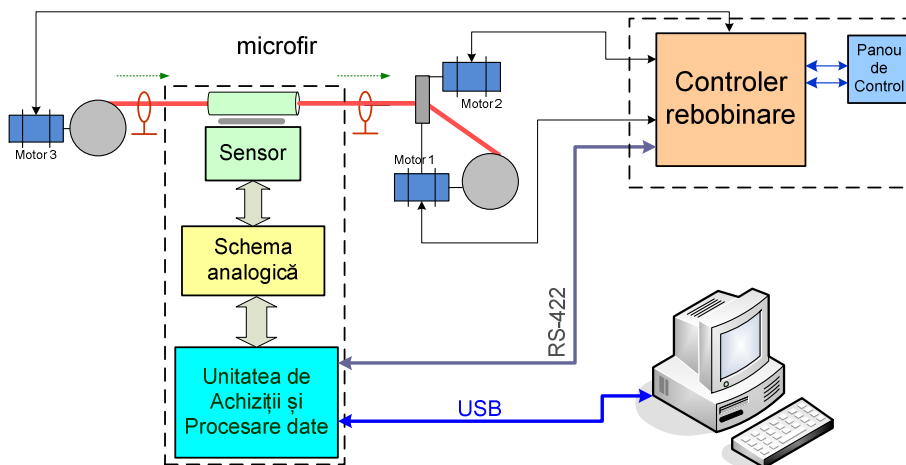 microfir
Motor 3
Sensor
Schema
analogică
Unitatea de
Achiziții și
Procesare date
Motor 2
Motor 1
Controler
rebobinare
Panou
de
Control
RS-422
USB